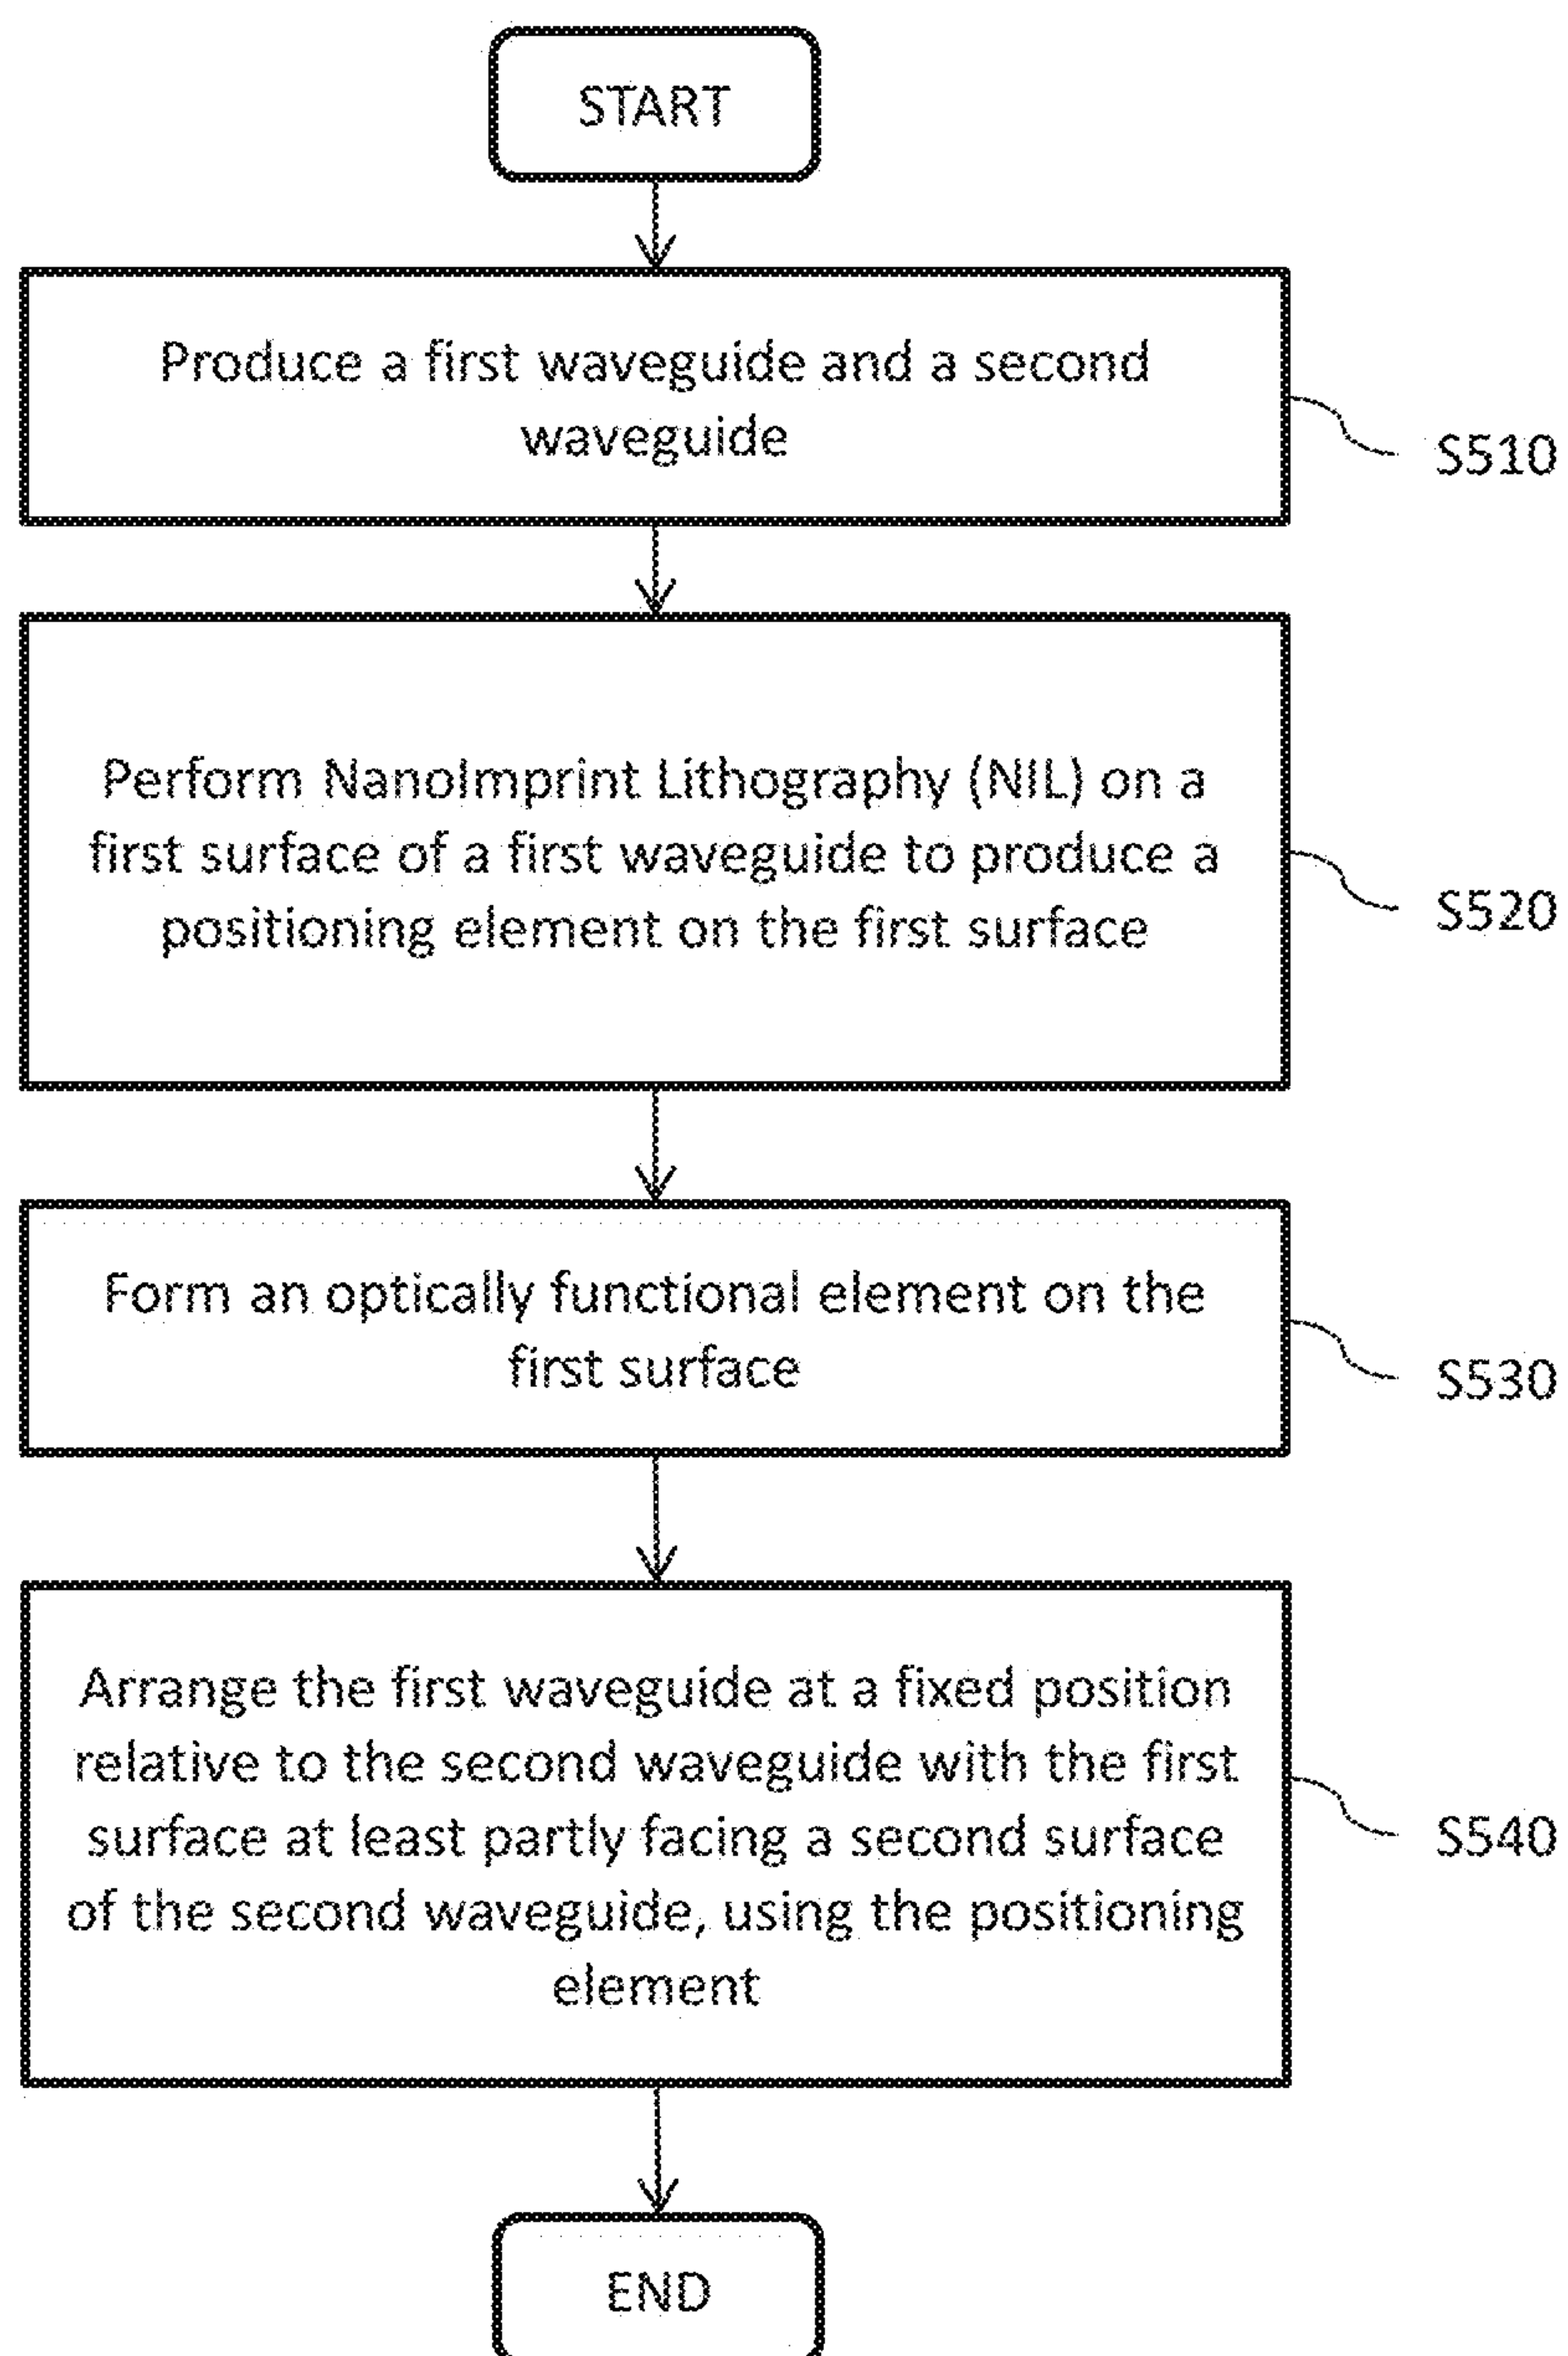 START
Produce a first waveguide and a second
waveguide
S510
Perform NanoImprint Lithography (NIL) on a
first surface of a first waveguide to produce a
positioning element on the first surface
S520
Form an optically functional element on the
first surface
S530
Arrange the first waveguide at a fixed position
relative to the second waveguide with the first
surface at least partly facing a second surface
of the second waveguide, using the positioning
element
S540
END